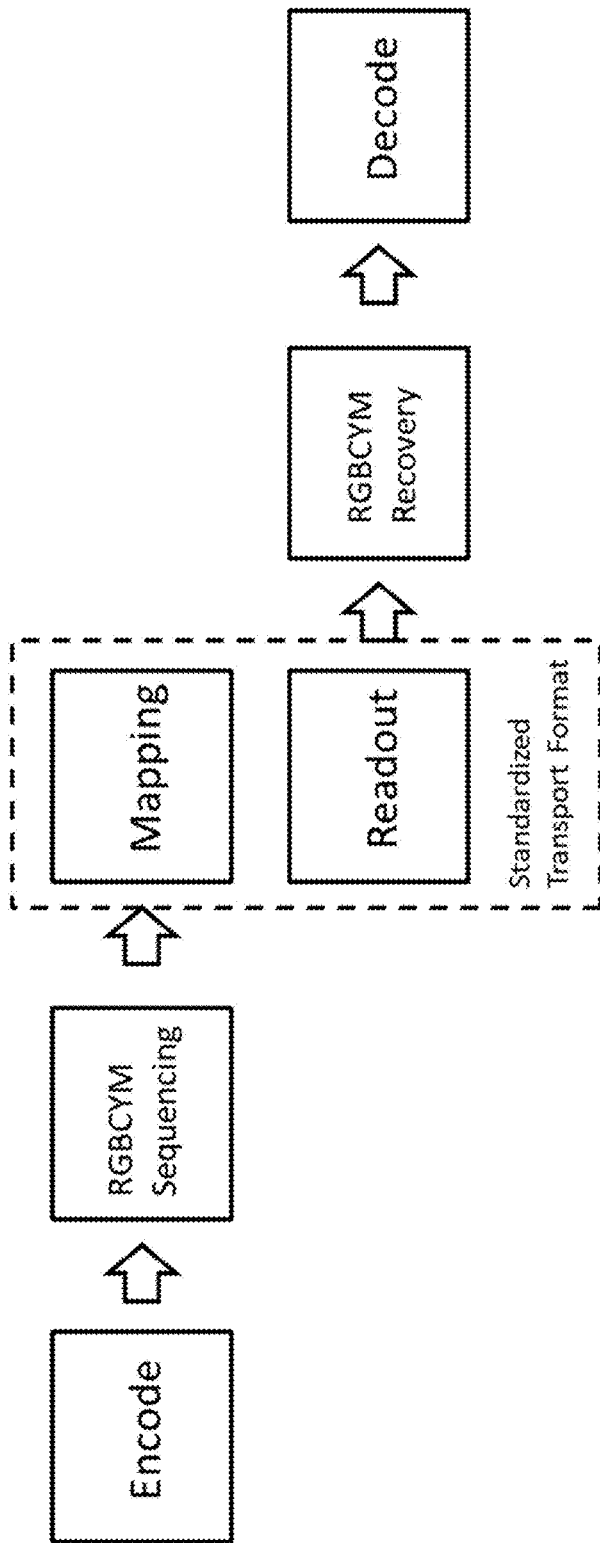 Encode
RGBCYM
Sequencing
Mapping
Readout
Standardized
Transport Format
RGBCYM
Recovery
Decode